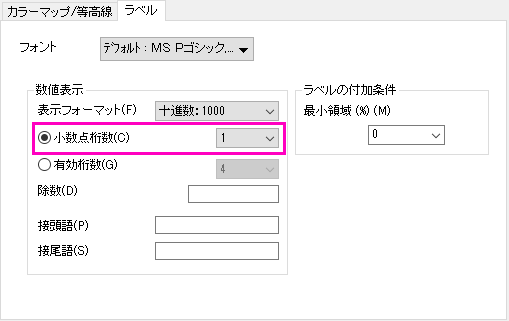 カラーマップ/等高線 ラベル
フォント デフォルト : MS Pゴシック,...
数値表示 ラベルの付加条件
表示フォーマット(F) 十進数: 1000 最小領域 (%) (M)
小数点桁数(C) 1 0
有効桁数(G) 4
除数(D)
接頭語(P)
接尾語(S)